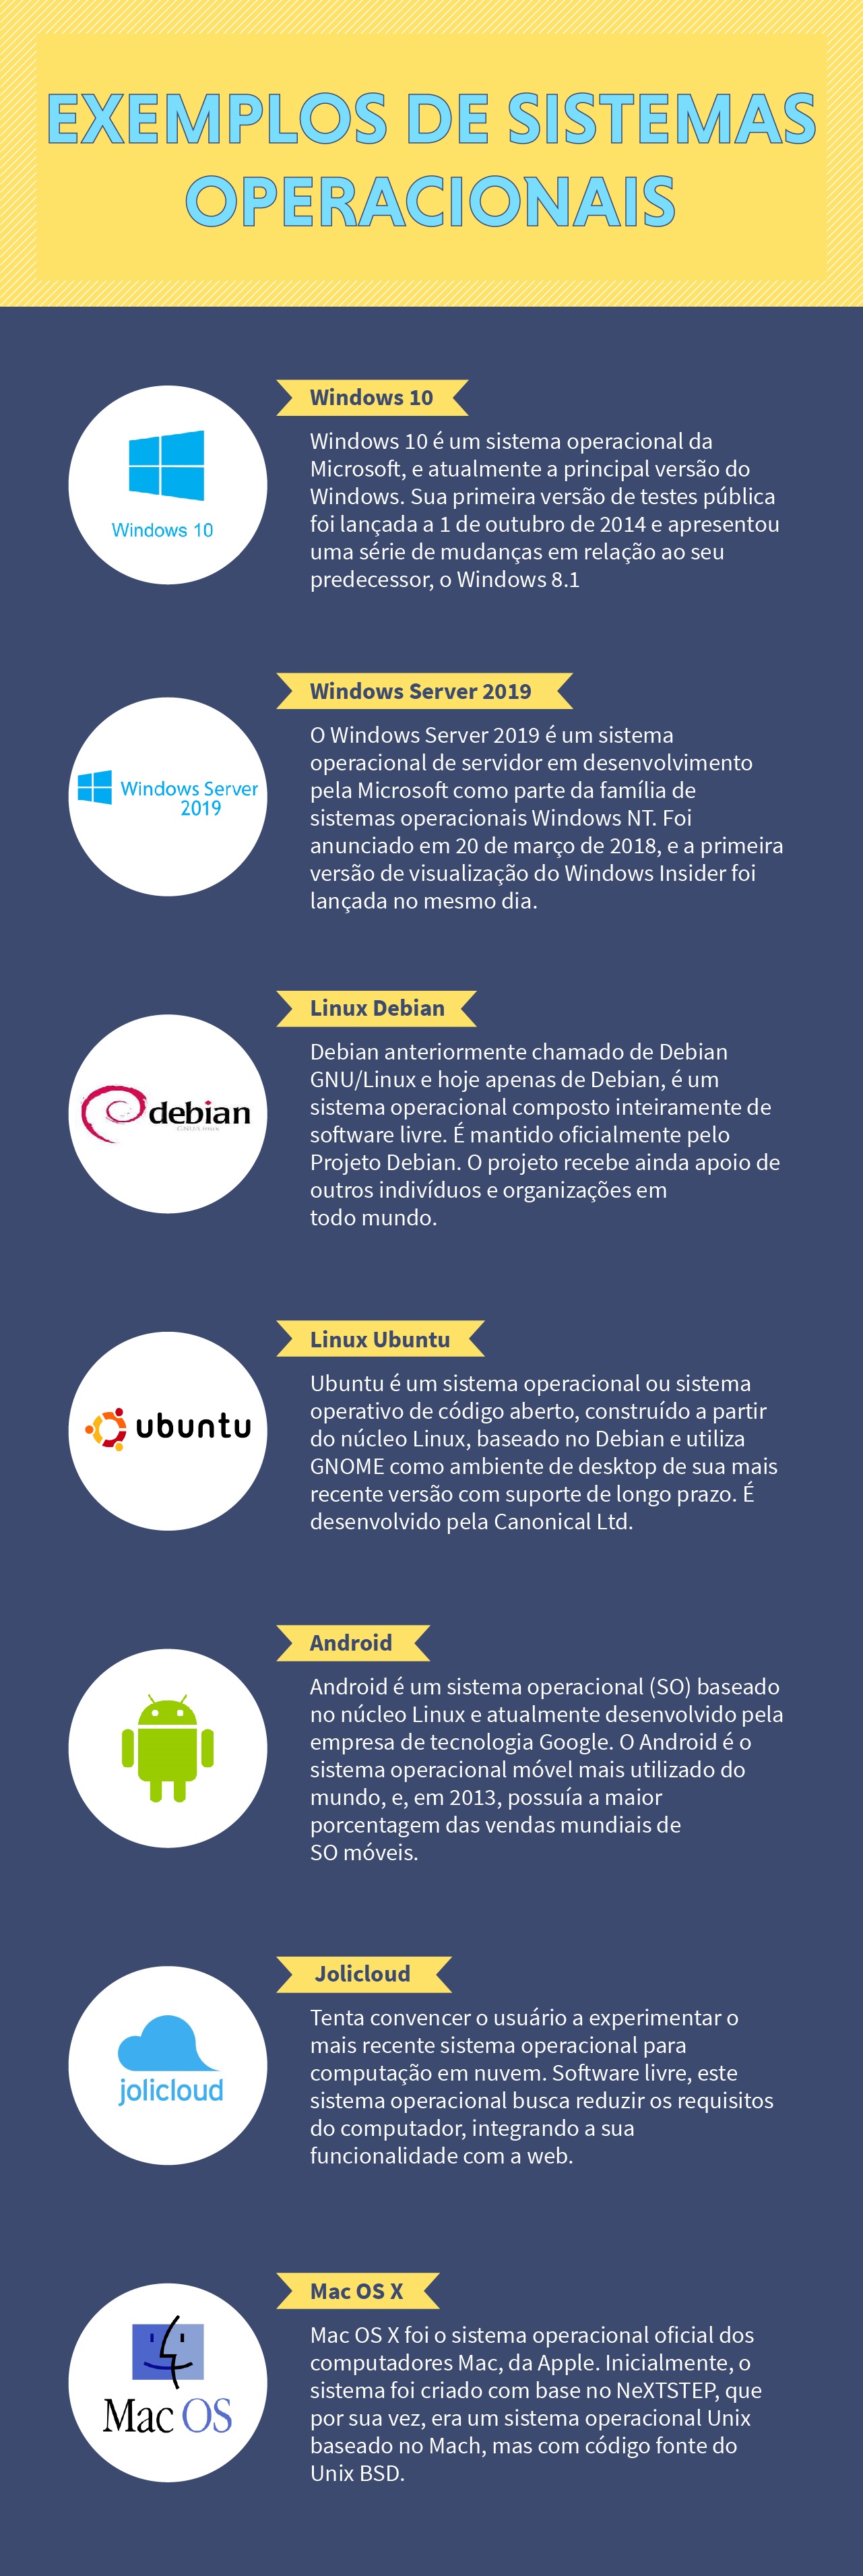 EXEMPLOS DE SISTEMAS
OPERACIONAIS
Windows 10
Windows 10
Windows 10 é um sistema operacional da
Microsoft, e atualmente a principal versão do
Windows. Sua primeira versão de testes pública
foi lançada a 1 de outubro de 2014 e apresentou
uma série de mudanças em relação ao seu
predecessor, o Windows 8.1
Windows Server
2019
Windows Server 2019
O Windows Server 2019 é um sistema
operacional de servidor em desenvolvimento
pela Microsoft como parte da família de
sistemas operacionais Windows NT. Foi
anunciado em 20 de março de 2018, e a primeira
versão de visualização do Windows Insider foi
lançada no mesmo dia.
debian
GNU/Linux
Linux Debian
Debian anteriormente chamado de Debian
GNU/Linux e hoje apenas de Debian, é um
sistema operacional composto inteiramente de
software livre. É mantido oficialmente pelo
Projeto Debian. O projeto recebe ainda apoio de
outros indivíduos e organizações em
todo mundo.
ubuntu
Linux Ubuntu
Ubuntu é um sistema operacional ou sistema
operativo de código aberto, construído a partir
do núcleo Linux, baseado no Debian e utiliza
GNOME como ambiente de desktop de sua mais
recente versão com suporte de longo prazo. É
desenvolvido pela Canonical Ltd.
Android
Android é um sistema operacional (SO) baseado
no núcleo Linux e atualmente desenvolvido pela
empresa de tecnologia Google. O Android é o
sistema operacional móvel mais utilizado do
mundo, e, em 2013, possuía a maior
porcentagem das vendas mundiais de
SO móveis.
jolicloud
Jolicloud
Tenta convencer o usuário a experimentar o
mais recente sistema operacional para
computação em nuvem. Software livre, este
sistema operacional busca reduzir os requisitos
do computador, integrando a sua
funcionalidade com a web.
Mac OS
Mac OS X
Mac OS X foi o sistema operacional oficial dos
computadores Mac, da Apple. Inicialmente, o
sistema foi criado com base no NeXTSTEP, que
por sua vez, era um sistema operacional Unix
baseado no Mach, mas com código fonte do
Unix BSD.